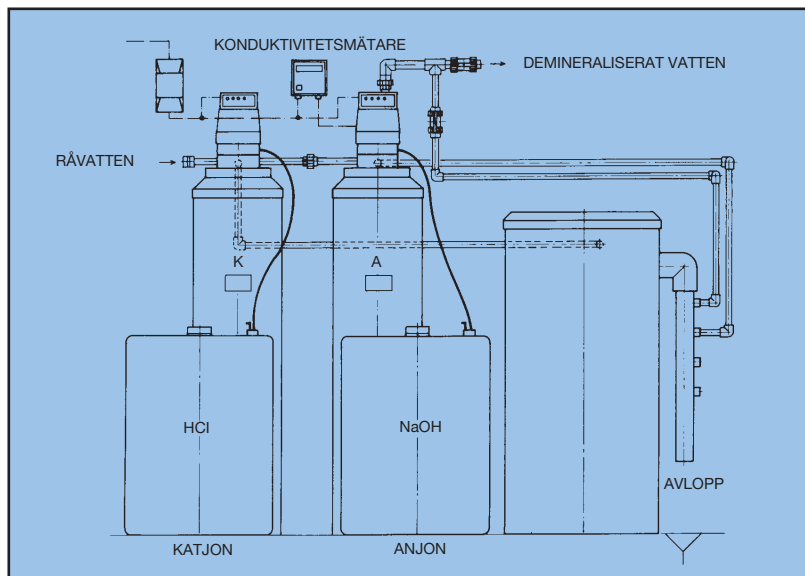 KONDUKTIVITETSMÄTARE
DEMINERALISERAT VATTEN
RÅVATTEN
K
A
HCl
NaOH
AVLOPP
KATJON
ANJON